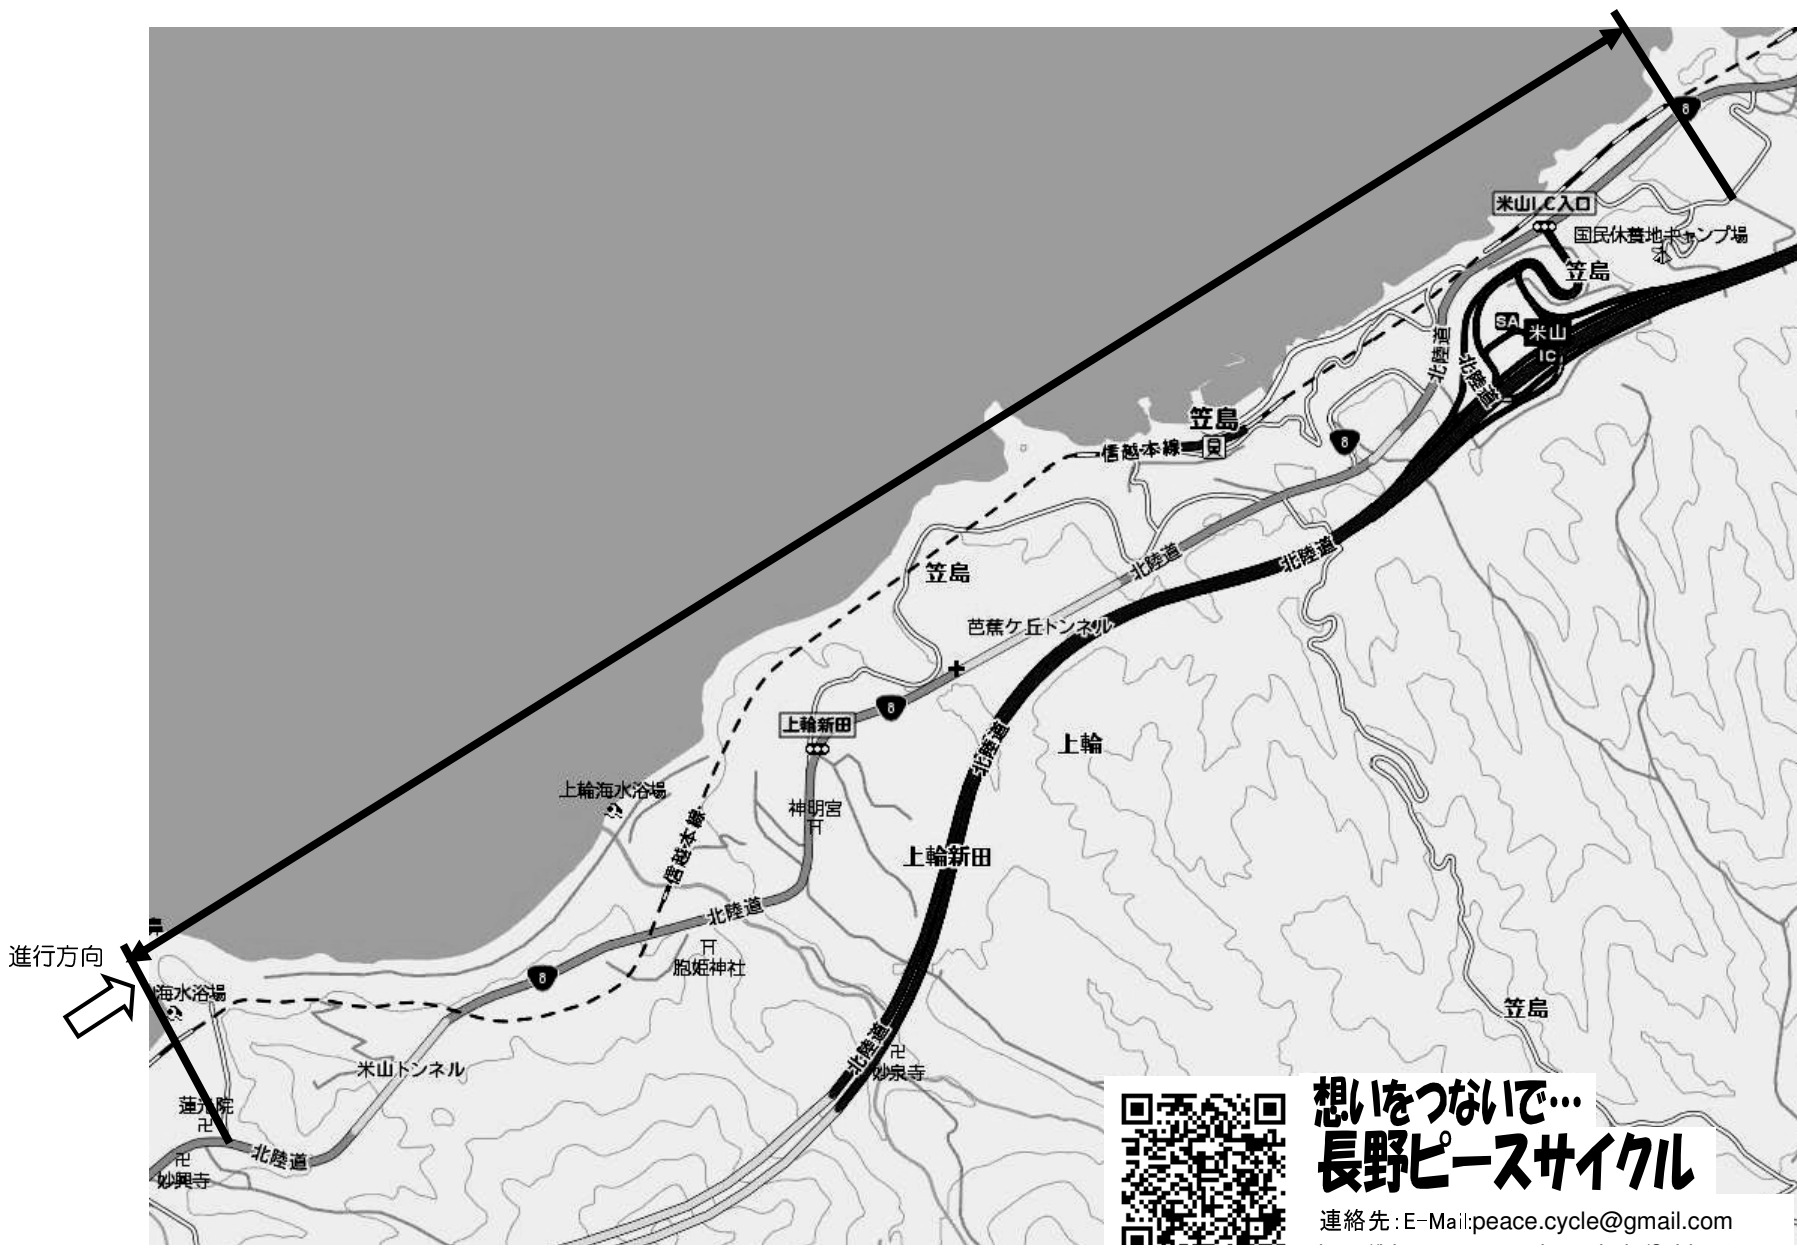 8
米山I.C入口
国民休養地キャンプ場
笠島
SA
米山
IC
北陸道
北陸道
笠島
8
信越本線
北陸道
北陸道
笠島
芭蕉ケ丘トンネル
8
上輪新田
北陸道
上輪
上輪海水浴場
神明宮
信越本線
上輪新田
北陸道
進行方向
胞姫神社
8
海水浴場
笠島
北陸道
米山トンネル
妙泉寺
蓮光院
北陸道
妙興寺
想いをつないで…
長野ピースサイクル
連絡先:E-Mail:peace.cycle@gmail.com